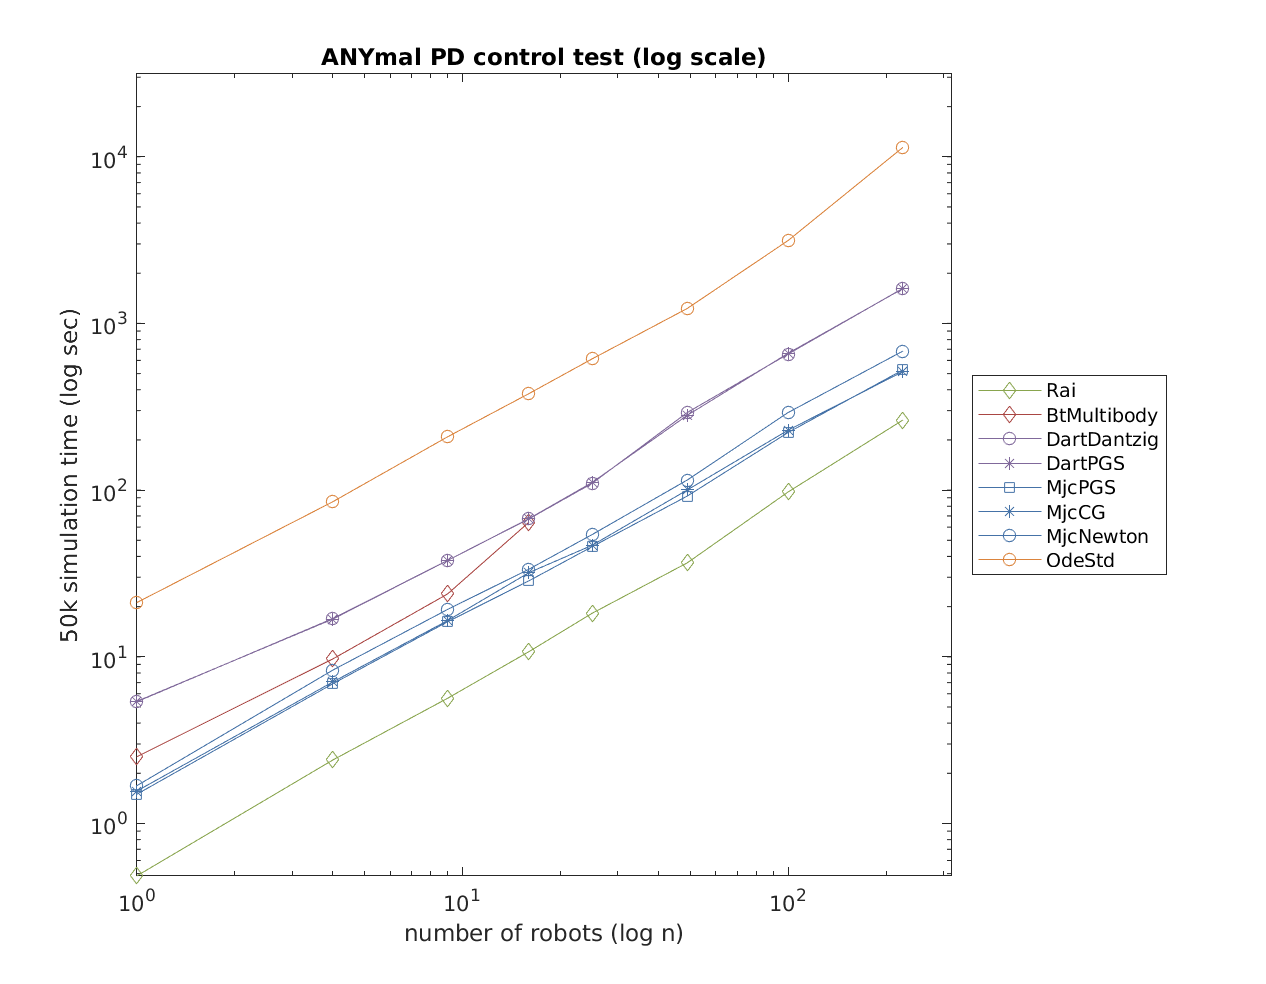 ANYmal PD control test (log scale)
50k simulation time (log sec)
10^4
10^3
10^2
10^1
10^0
10^0 10^1 10^2
number of robots (log n)
Rai
BtMultibody
DartDantzig
DartPGS
MjcPGS
MjcCG
MjcNewton
OdeStd